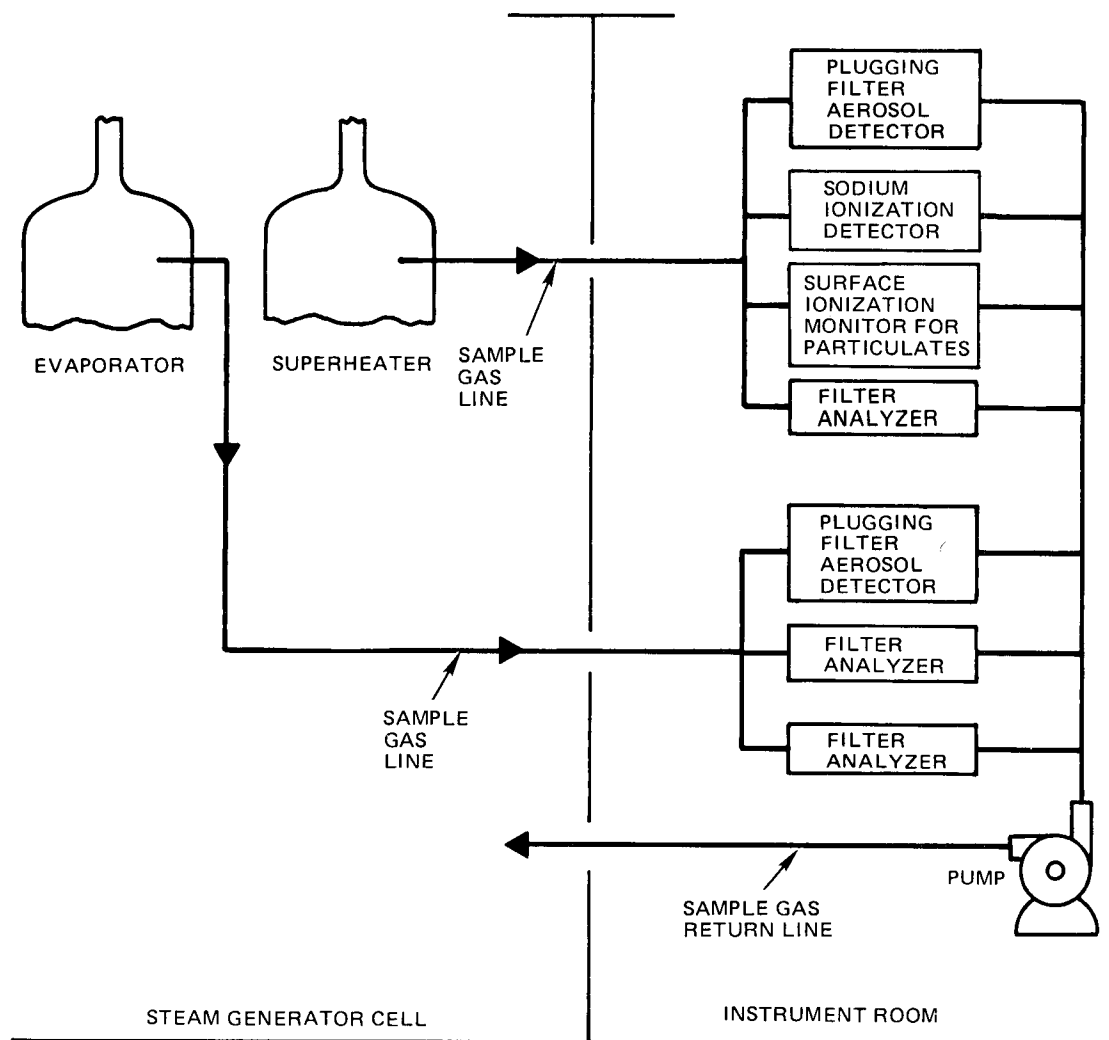 PLUGGING
FILTER
AEROSOL
DETECTOR
SODIUM
IONIZATION
DETECTOR
SURFACE
IONIZATION
MONITOR FOR
PARTICULATES
FILTER
ANALYZER
EVAPORATOR
SUPERHEATER
SAMPLE
GAS
LINE
PLUGGING
FILTER
AEROSOL
DETECTOR
FILTER
ANALYZER
FILTER
ANALYZER
SAMPLE
GAS
LINE
PUMP
SAMPLE GAS
RETURN LINE
STEAM GENERATOR CELL
INSTRUMENT ROOM